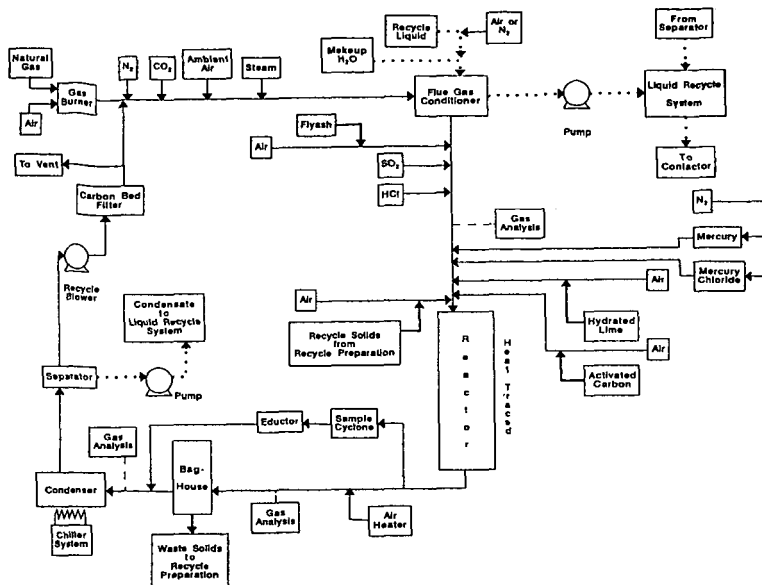 Recycle
Liquid
Air or
N₂
From
Separator
Makeup
H₂O
Natural
Gas
N₂
CO₂
Ambient
Air
Steam
Gas
Burner
Flue Gas
Conditioner
Liquid Recycle
System
Air
Pump
Flyash
Air
To Vent
SO₂
To
Contactor
HCl
Carbon Bed
Filter
N₂
Gas
Analysis
Mercury
Recycle
Blower
Mercury
Chloride
Air
Condensate
to
Liquid Recycle
System
Air
Hydrated
Lime
Recycle Solids
from
Recycle Preparation
Reactor
Heat Traced
Air
Activated
Carbon
Separator
Pump
Gas
Analysis
Eductor
Sample
Cyclone
Bag-
House
Condenser
Gas
Analysis
Air
Heater
Chiller
System
Waste Solids
to
Recycle
Preparation